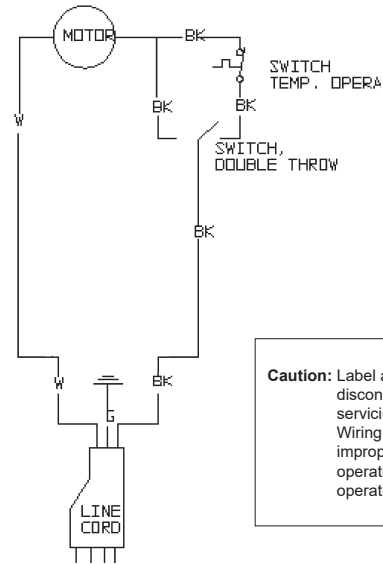 MOTOR
BK
SWITCH
TEMP. OPERA
BK
BK
W
SWITCH,
DOUBLE THROW
BK
W
BK
G
LINE
CORD
Caution: Label a
discon
servici
Wiring
improp
operat
operat